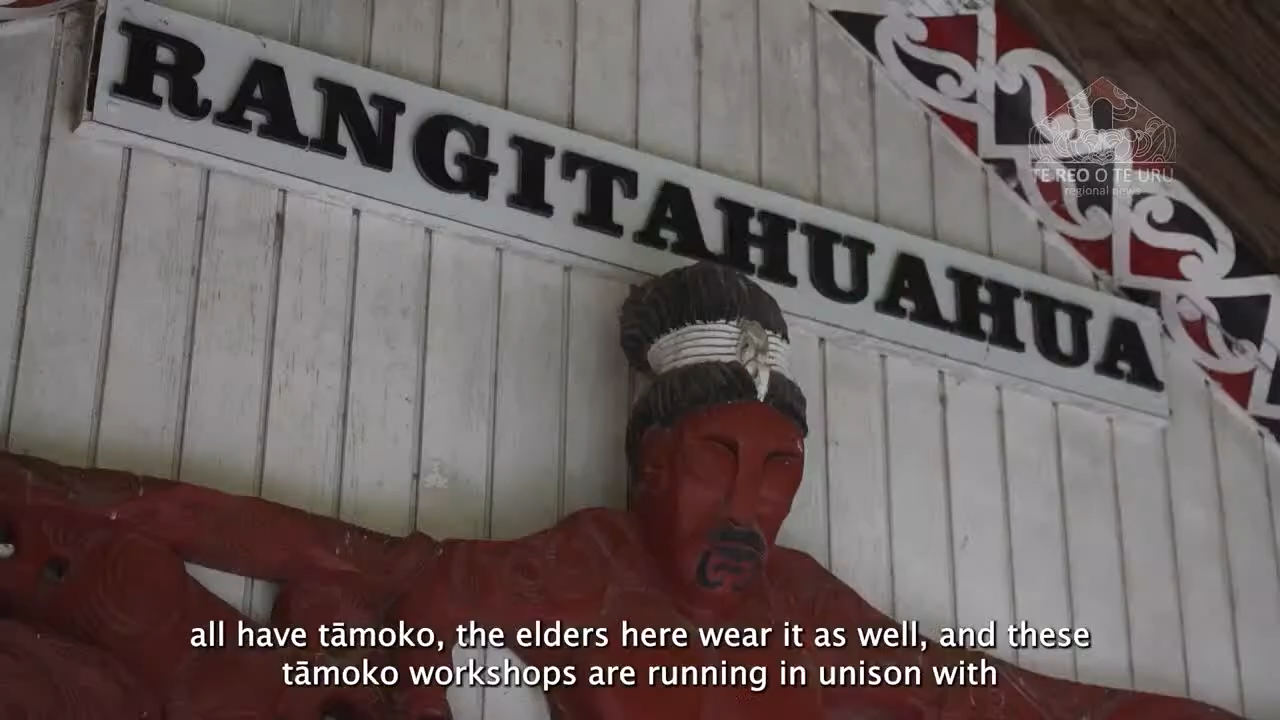 RANGITAHUAHUA
TE REO O TE URU
regional news
all have tāmoko, the elders here wear it as well, and these
tāmoko workshops are running in unison with